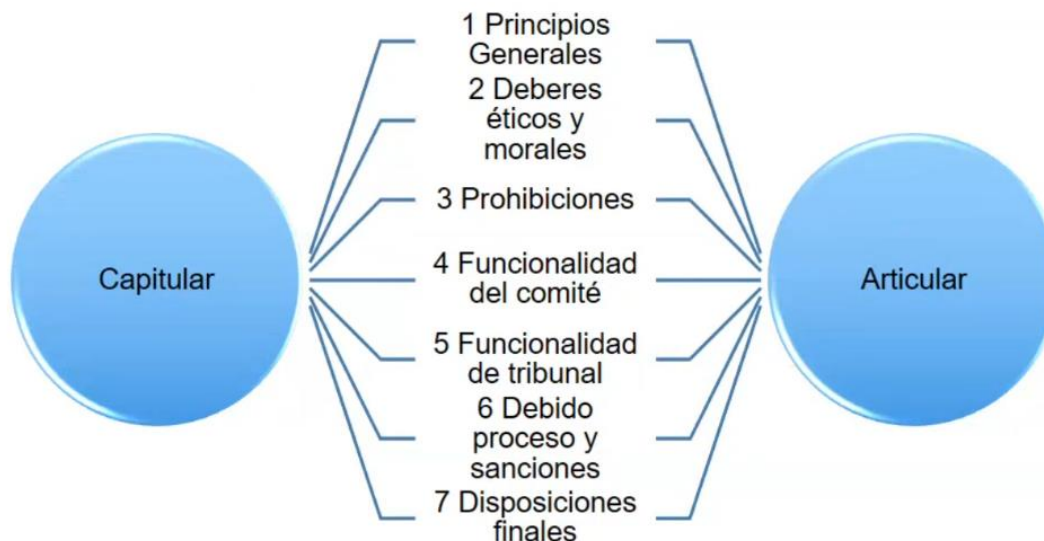 Capitular
1 Principios
Generales
2 Deberes
éticos y
morales
3 Prohibiciones
4 Funcionalidad
del comité
5 Funcionalidad
de tribunal
6 Debido
proceso y
sanciones
7 Disposiciones
finales
Articular